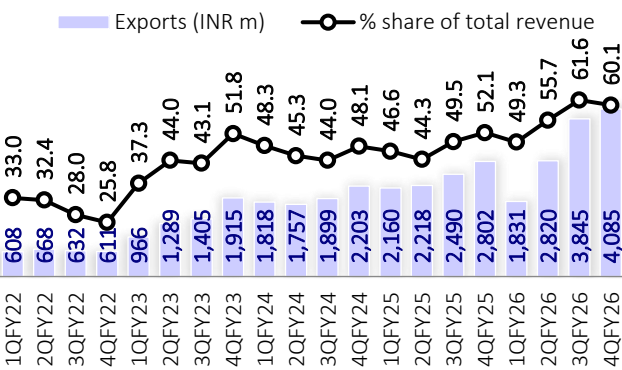 Exports (INR m)
% share of total revenue
33.0
32.4
28.0
25.8
37.3
44.0
43.1
51.8
48.3
45.3
44.0
48.1
46.6
44.3
49.5
52.1
49.3
55.7
61.6
60.1
608
668
632
611
966
1,289
1,405
1,915
1,818
1,757
1,899
2,203
2,160
2,218
2,490
2,802
1,831
2,820
3,845
4,085
1QFY22
2QFY22
3QFY22
4QFY22
1QFY23
2QFY23
3QFY23
4QFY23
1QFY24
2QFY24
3QFY24
4QFY24
1QFY25
2QFY25
3QFY25
4QFY25
1QFY26
2QFY26
3QFY26
4QFY26